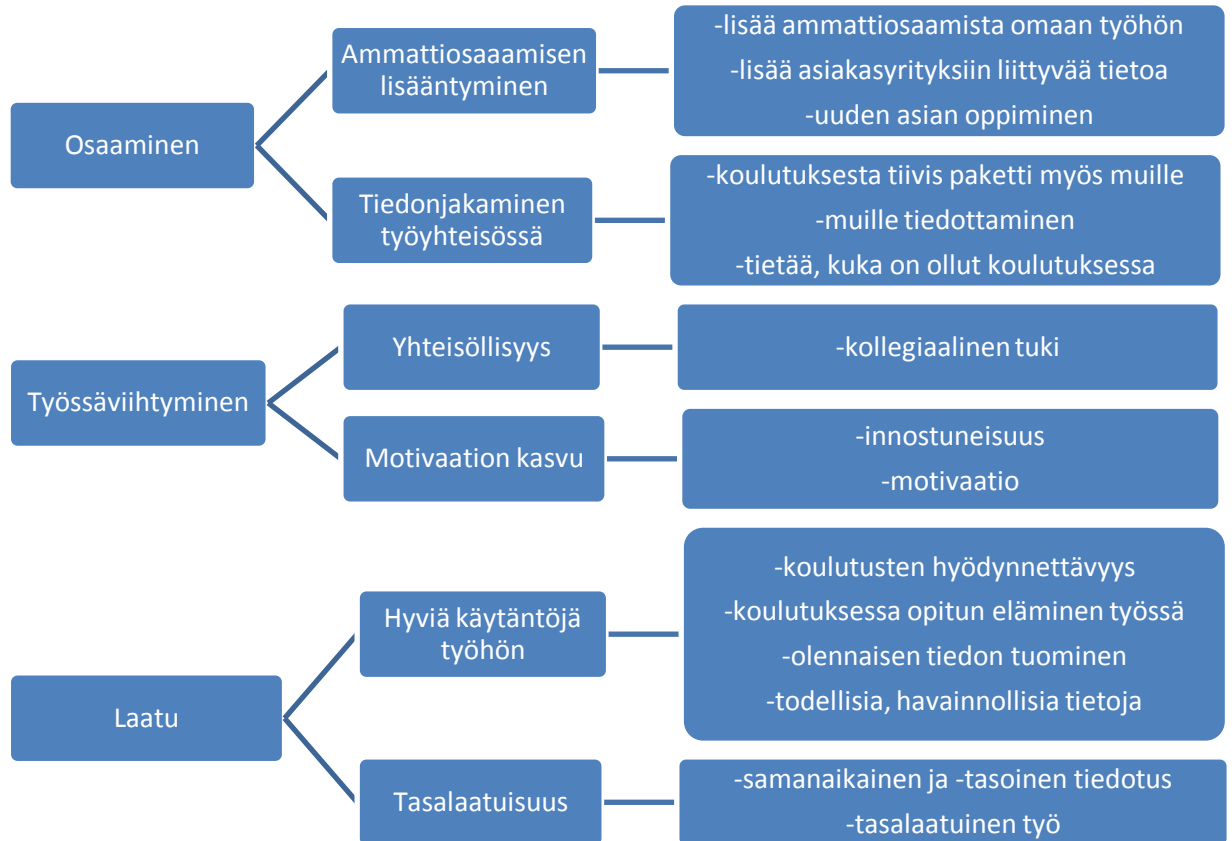 Osaaminen
Ammattiosaaamisen
lisääntyminen
-lisää ammattiosaamista omaan työhön
-lisää asiakasyrityksiin liittyvää tietoa
-uuden asian oppiminen
Tiedonjakaminen
työyhteisössä
-koulutuksesta tiivis paketti myös muille
-muille tiedottaminen
-tietää, kuka on ollut koulutuksessa
Työssäviihtyminen
Yhteisöllisyys
-kollegiaalinen tuki
Motivaation kasvu
-innostuneisuus
-motivaatio
Laatu
Hyviä käytäntöjä
työhön
-koulutusten hyödynnettävyys
-koulutuksessa opitun eläminen työssä
-olennaisen tiedon tuominen
-todellisia, havainnollisia tietoja
Tasalaatuisuus
-samanaikainen ja -tasoinen tiedotus
-tasalaatuinen työ